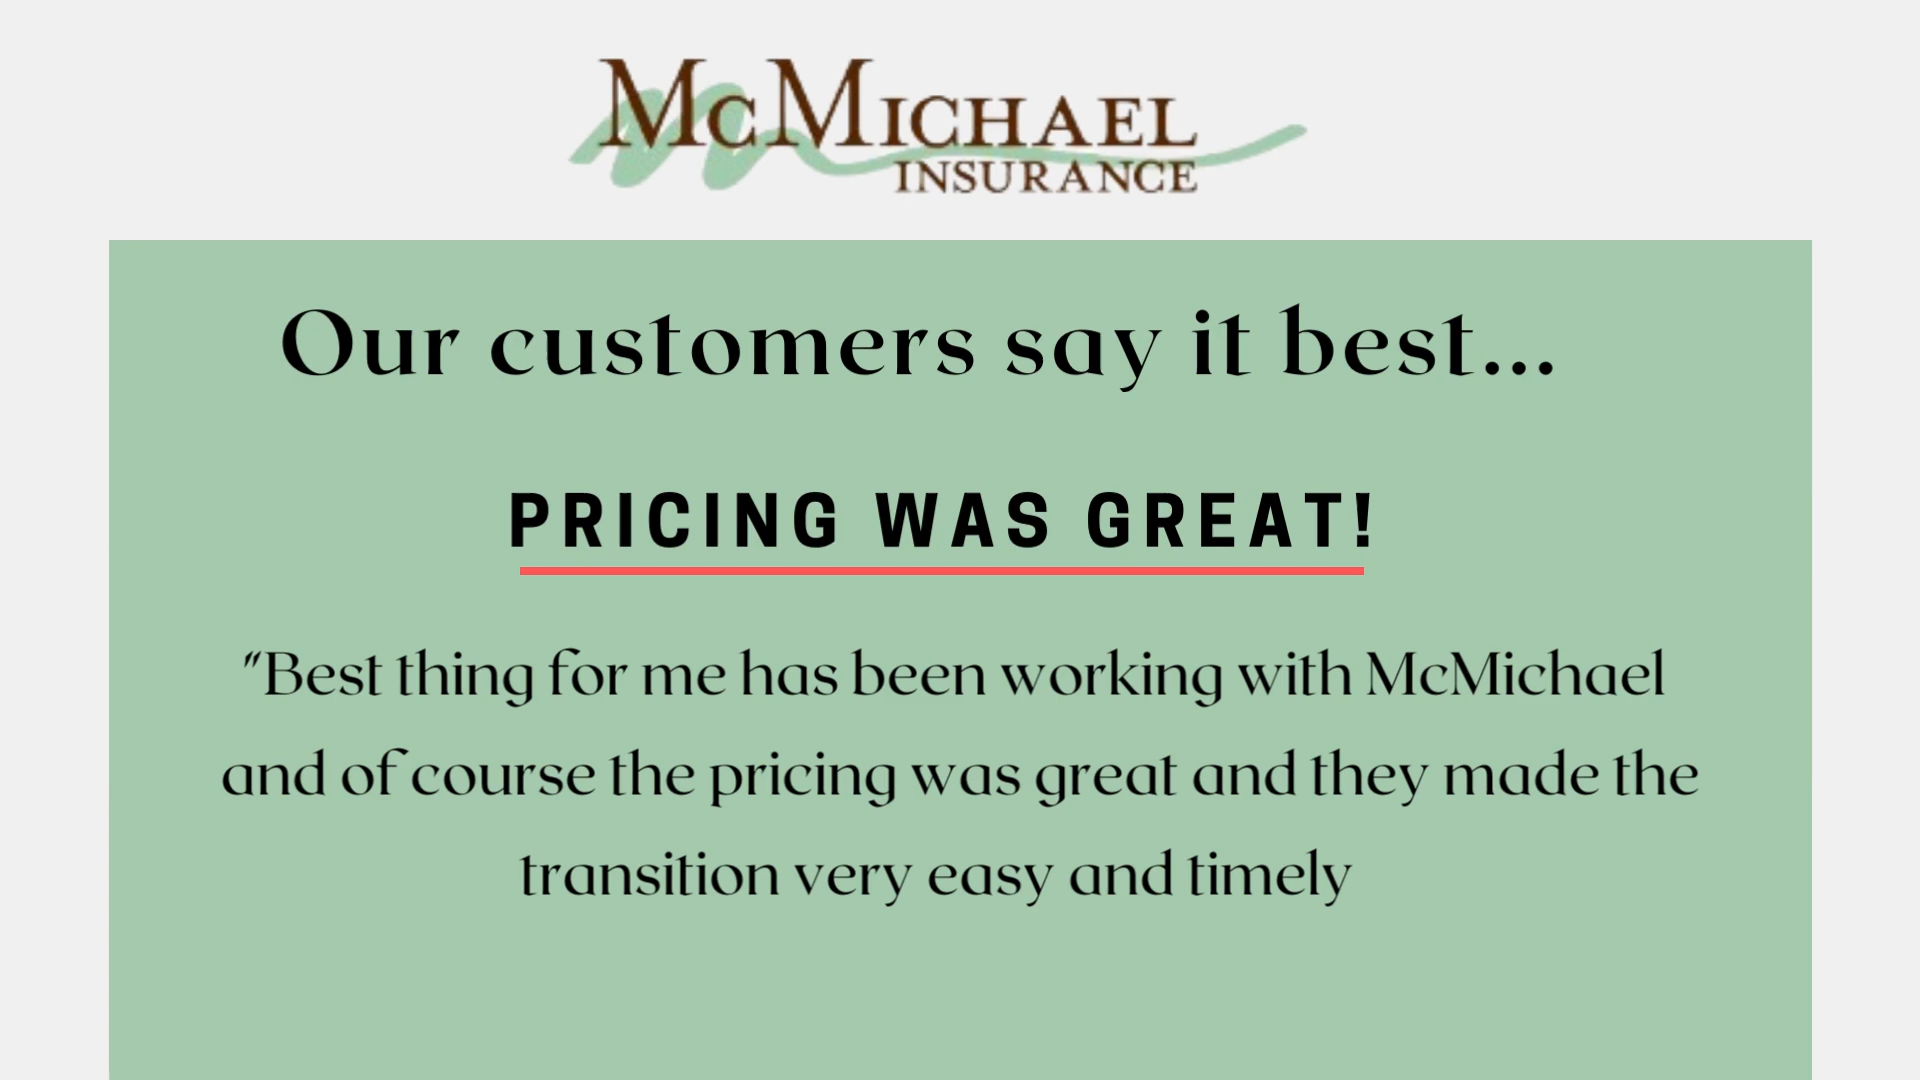 McMichael
INSURANCE
Our customers say it best...
PRICING WAS GREAT!
"Best thing for me has been working with McMichael
and of course the pricing was great and they made the
transition very easy and timely